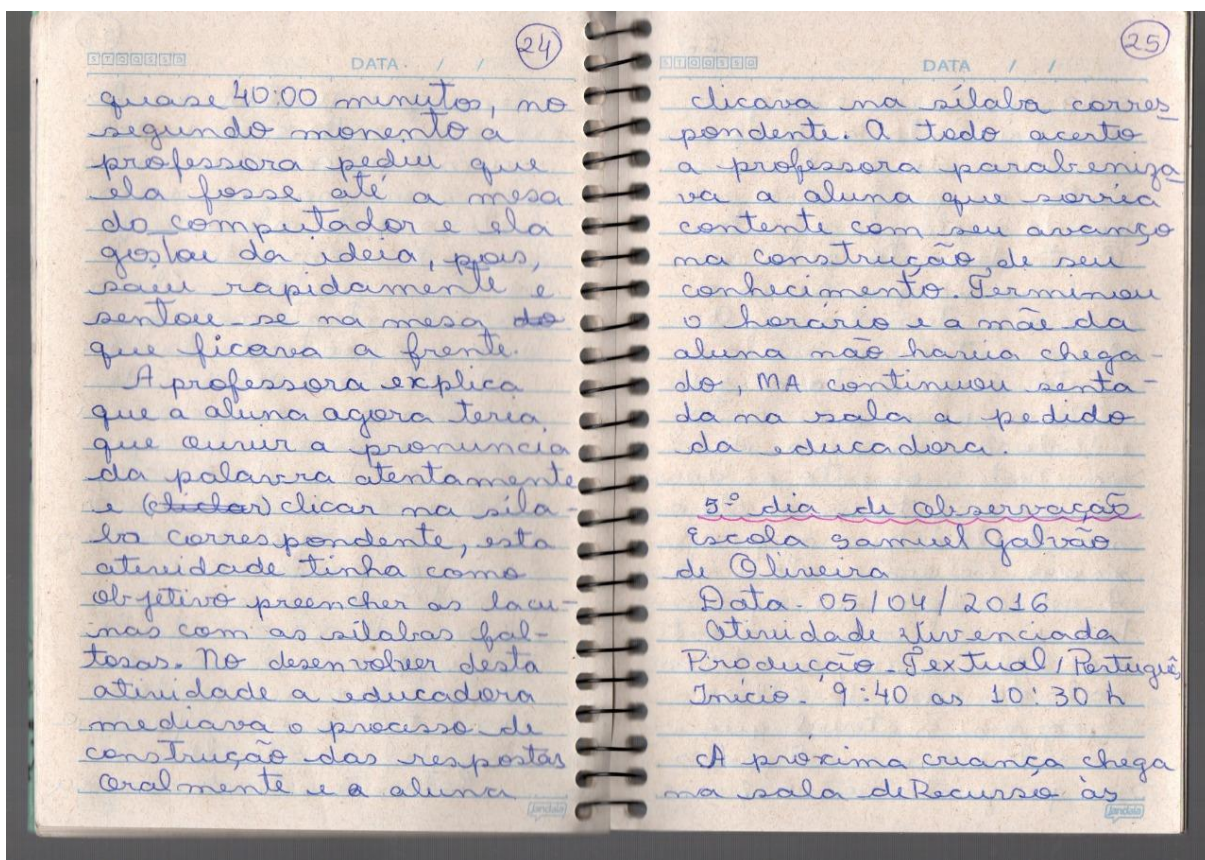 24
STQQSSD
DATA / /
quase 40:00 minutos, no
segundo monento a
professora pediu que
ela fosse até a mesa
do computador e ela
gostou da ideia, pois,
saiu rapidamente e
sentou-se na mesa do
que ficava a frente.
A professora explica
que a aluna agora teria
que ouvir a pronuncia
da palavra atentamente
e (cliclar) clicar na síla-
ba correspondente, esta
atividade tinha como
objetivo preencher as lacu-
nas com as sílabas fal-
tosas. No desenvolver desta
atividade a educadora
mediava o processo de
construção das respostas
oralmente e a aluna
jandaia
25
STQQSSD
DATA / /
clicava na sílaba corres
pondente. A todo acerto
a professora parabeniza
va a aluna que sorria
contente com seu avanço
na construção de seu
conhecimento. Terminou
o horário e a mãe da
aluna não havia chega-
do, MA continuou senta-
da na sala a pedido
da educadora.
5º dia de observação
Escola Samuel Galvão
de Oliveira
Data - 05/04/2016
Atividade vivenciada
Produção - Textual / Português
Início - 9:40 as 10:30 h
A próxima criança chega
na sala de Recurso às
jandaia